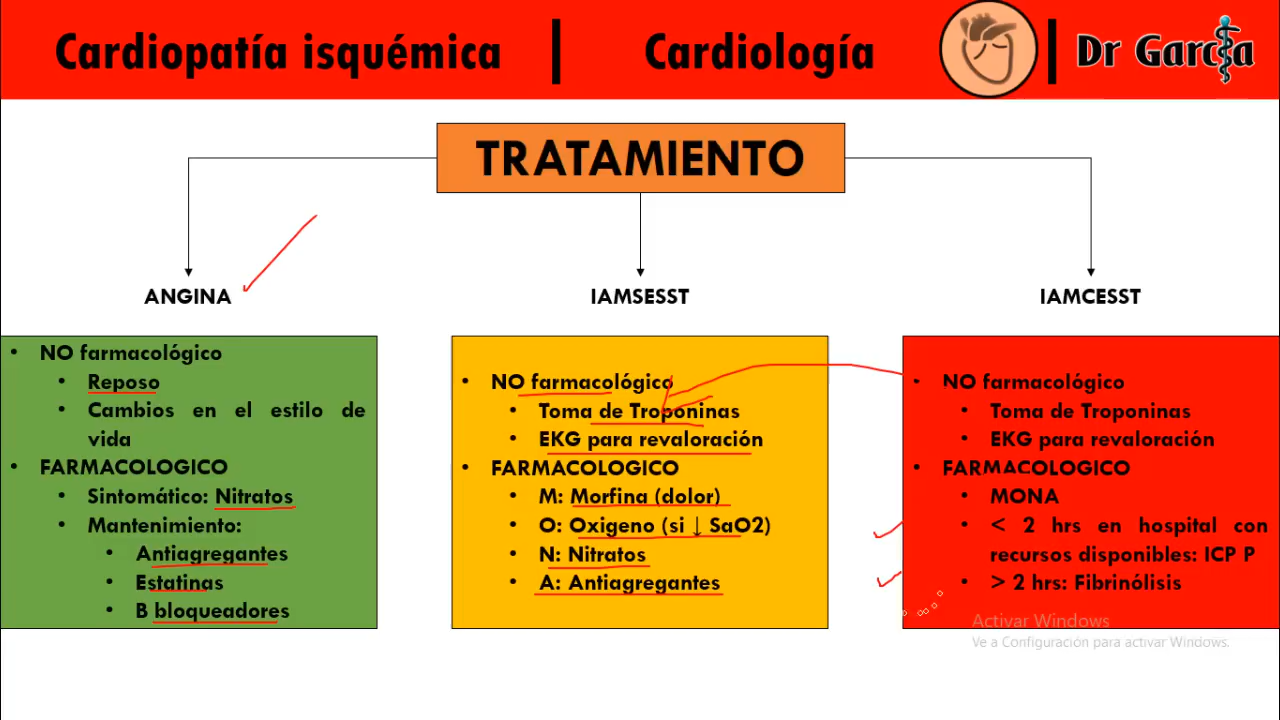 Cardiopatía isquémica | Cardiología | Dr García
TRATAMIENTO
ANGINA
• NO farmacológico
• Reposo
• Cambios en el estilo de
vida
• FARMACOLOGICO
• Sintomático: Nitratos
• Mantenimiento:
• Antiagregantes
• Estatinas
• B bloqueadores
IAMSESST
• NO farmacológico
• Toma de Troponinas
• EKG para revaloración
• FARMACOLOGICO
• M: Morfina (dolor)
• O: Oxigeno (si ↓ SaO2)
• N: Nitratos
• A: Antiagregantes
IAMCESST
• NO farmacológico
• Toma de Troponinas
• EKG para revaloración
• FARMACOLOGICO
• MONA
• < 2 hrs en hospital con
recursos disponibles: ICP P
• > 2 hrs: Fibrinólisis
Activar Windows
Ve a Configuración para activar Windows.